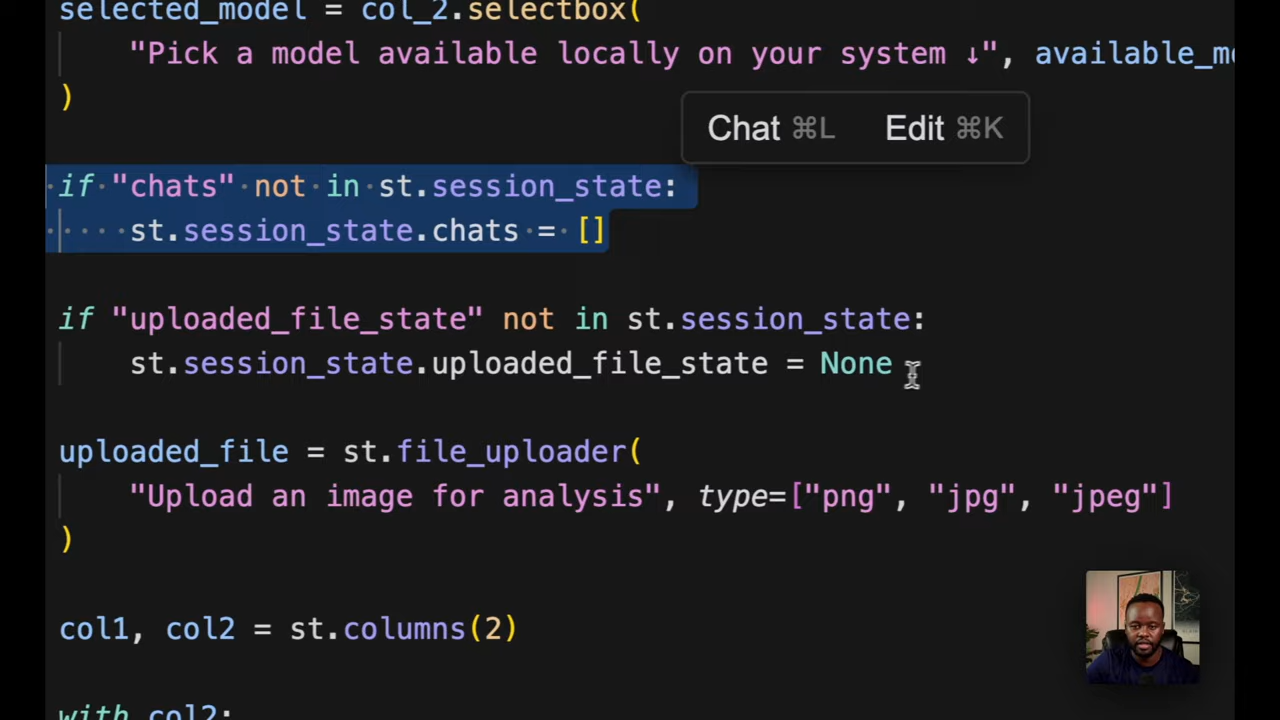 selected_model = col_2.selectbox(
"Pick a model available locally on your system ↓", available_mo
)
Chat ⌘L Edit ⌘K
if "chats" not in st.session_state:
st.session_state.chats = []
if "uploaded_file_state" not in st.session_state:
st.session_state.uploaded_file_state = None
uploaded_file = st.file_uploader(
"Upload an image for analysis", type=["png", "jpg", "jpeg"]
)
col1, col2 = st.columns(2)
with col2: